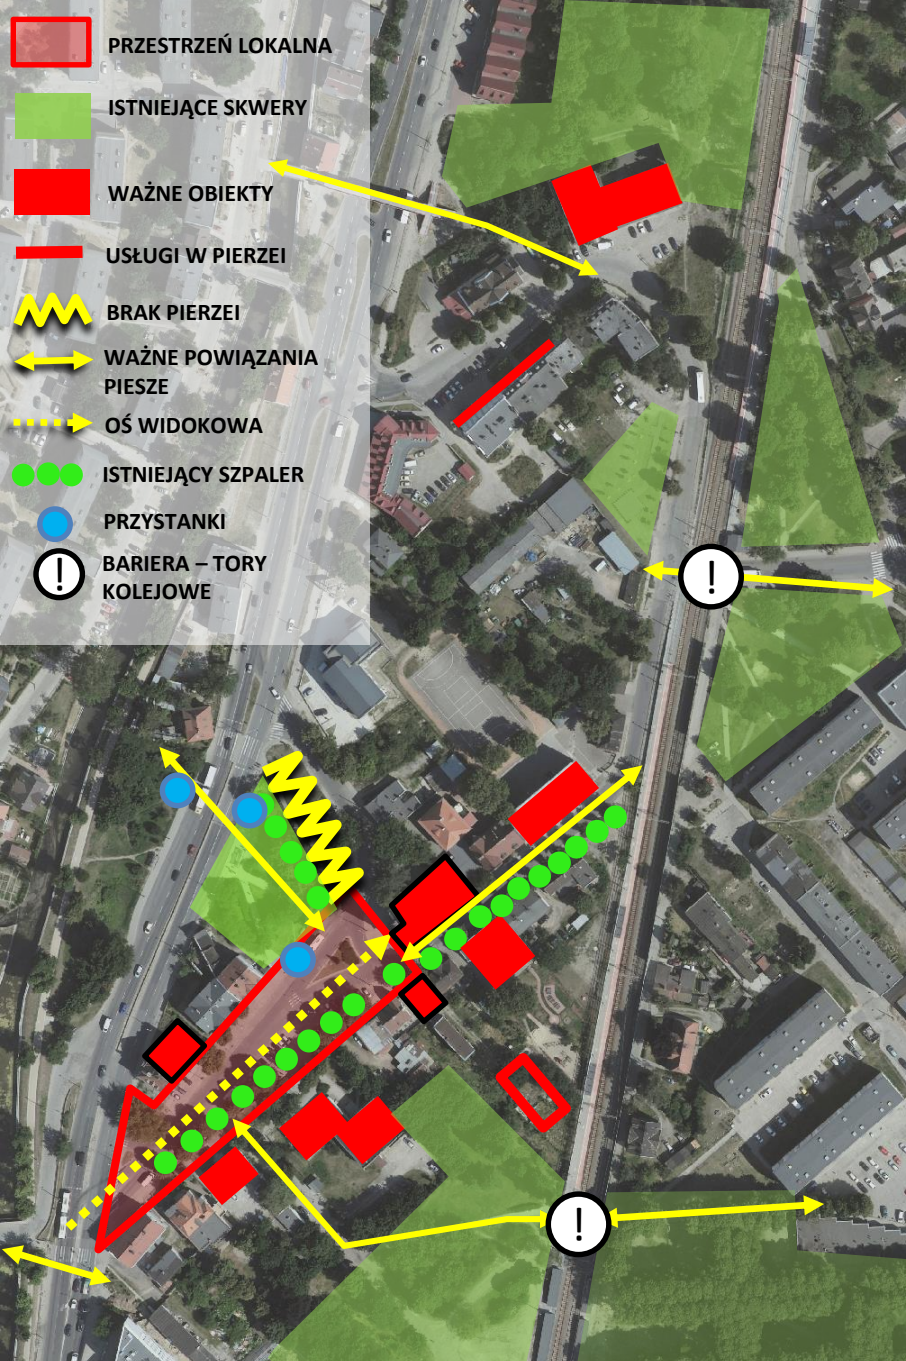 PRZESTRZEŃ LOKALNA
ISTNIEJĄCE SKWERY
WAŻNE OBIEKTY
USŁUGI W PIERZEI
BRAK PIERZEI
WAŻNE POWIĄZANIA
PIESZE
OŚ WIDOKOWA
ISTNIEJĄCY SZPALER
PRZYSTANKI
!
BARIERA – TORY
KOLEJOWE
!
!